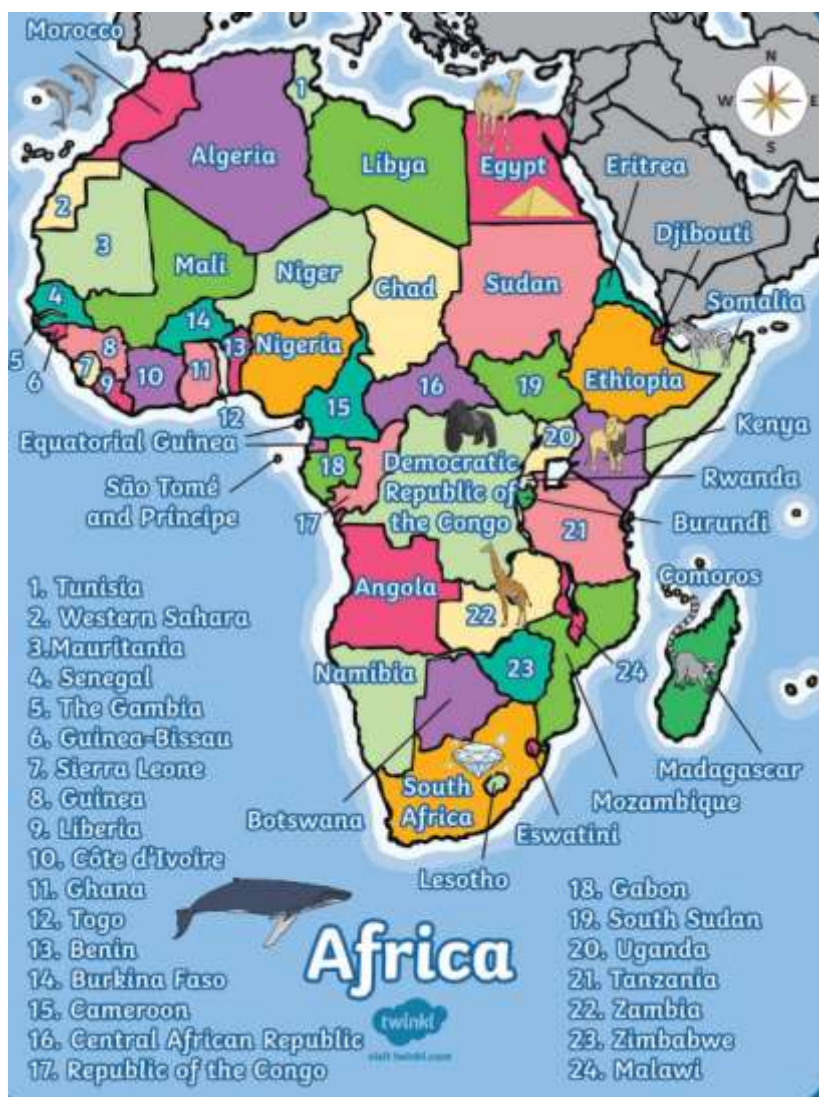 Morocco
N
W E
S
1
Algeria
Libya
Egypt
Eritrea
2
Djibouti
3
Mali
Niger
Chad
Sudan
Somalia
4
14
5
6
7
8
9
10
11
13
Nigeria
12
15
16
19
Ethiopia
Equatorial Guinea
18
Democratic
Republic of
the Congo
20
Kenya
São Tomé
and Príncipe
17
Rwanda
Burundi
21
Angola
Comoros
22
Namibia
23
24
South
Africa
Madagascar
Mozambique
Botswana
Eswatini
Lesotho
1. Tunisia
2. Western Sahara
3.Mauritania
4. Senegal
5. The Gambia
6. Guinea-Bissau
7. Sierra Leone
8. Guinea
9. Liberia
10. Côte d'Ivoire
11. Ghana
12. Togo
13. Benin
14. Burkina Faso
15. Cameroon
16. Central African Republic
17. Republic of the Congo
18. Gabon
19. South Sudan
20. Uganda
21. Tanzania
22. Zambia
23. Zimbabwe
24. Malawi
Africa
twinkl
visit twinkl.com